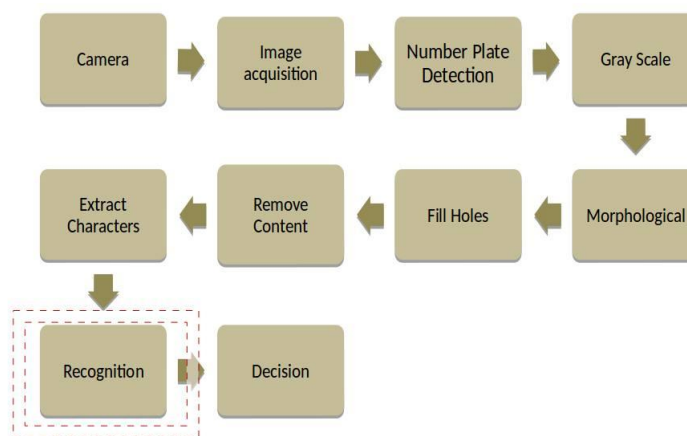 Camera
Image
acquisition
Number Plate
Detection
Gray Scale
Extract
Characters
Remove
Content
Fill Holes
Morphological
Recognition
Decision